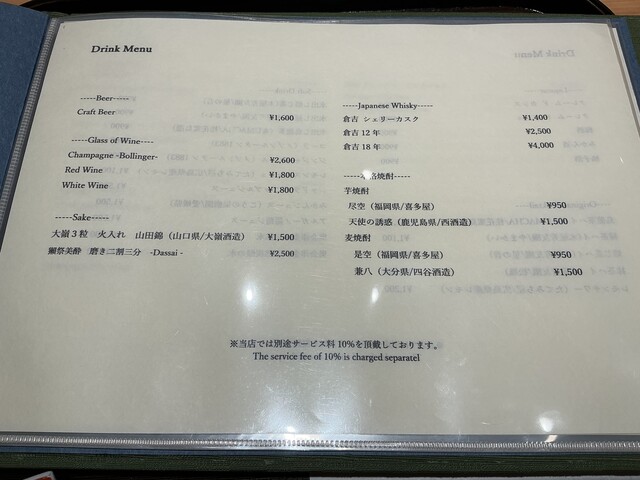 Drink Menu
-----Beer-----
Craft Beer ¥1,600
-----Glass of Wine----
Champagne -Bollinger- ¥2,600
Red Wine ¥1,800
White Wine ¥1,800
-----Sake-----
大嶺３粒 火入れ 山田錦（山口県/大嶺酒造） ¥1,500
獺祭美酔 磨き二割三分 -Dassai - ¥2,500
-----Japanese Whisky-----
倉吉 シェリーカスク ¥1,400
倉吉 12 年 ¥2,500
倉吉 18 年 ¥4,000
格焼酎-----
芋焼酎
尽空（福岡県/喜多屋） ¥950
天使の誘惑（鹿児島県/西酒造） ¥1,500
麦焼酎
是空（福岡県/喜多屋） ¥950
兼八（大分県/四谷酒造） ¥1,500
※当店では別途サービス料 10%を頂戴しております。
The service fee of 10% is charged separatel